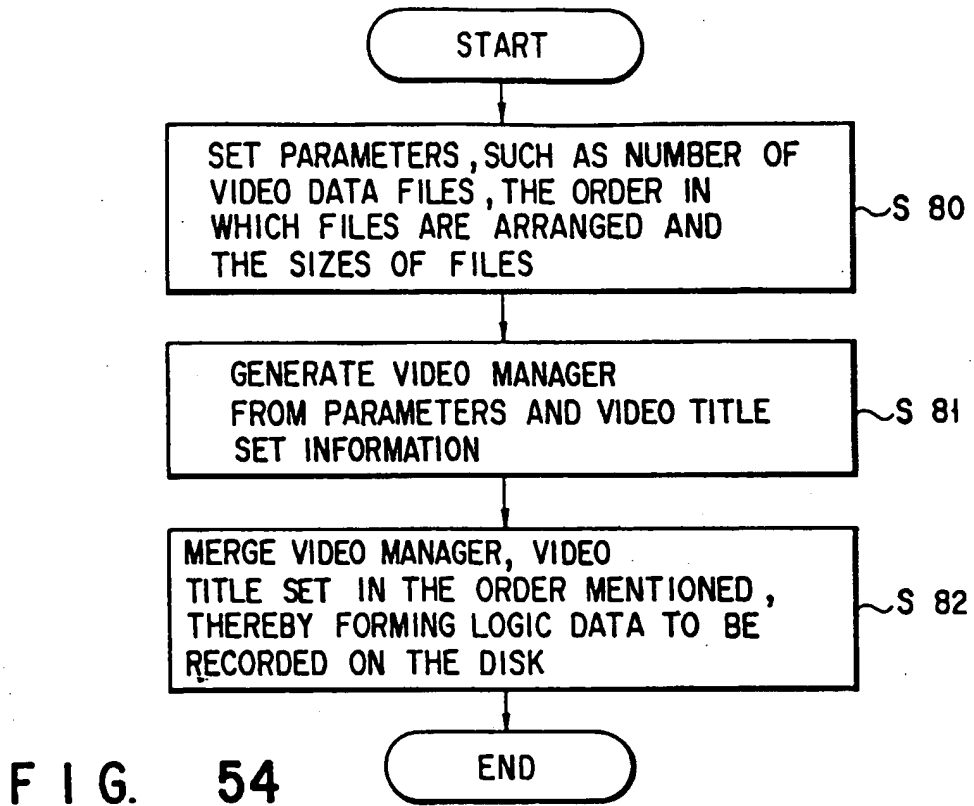 START
SET PARAMETERS, SUCH AS NUMBER OF
VIDEO DATA FILES, THE ORDER IN
WHICH FILES ARE ARRANGED AND
THE SIZES OF FILES
S 80
GENERATE VIDEO MANAGER
FROM PARAMETERS AND VIDEO TITLE
SET INFORMATION
S 81
MERGE VIDEO MANAGER, VIDEO
TITLE SET IN THE ORDER MENTIONED,
THEREBY FORMING LOGIC DATA TO BE
RECORDED ON THE DISK
S 82
END
FIG. 54